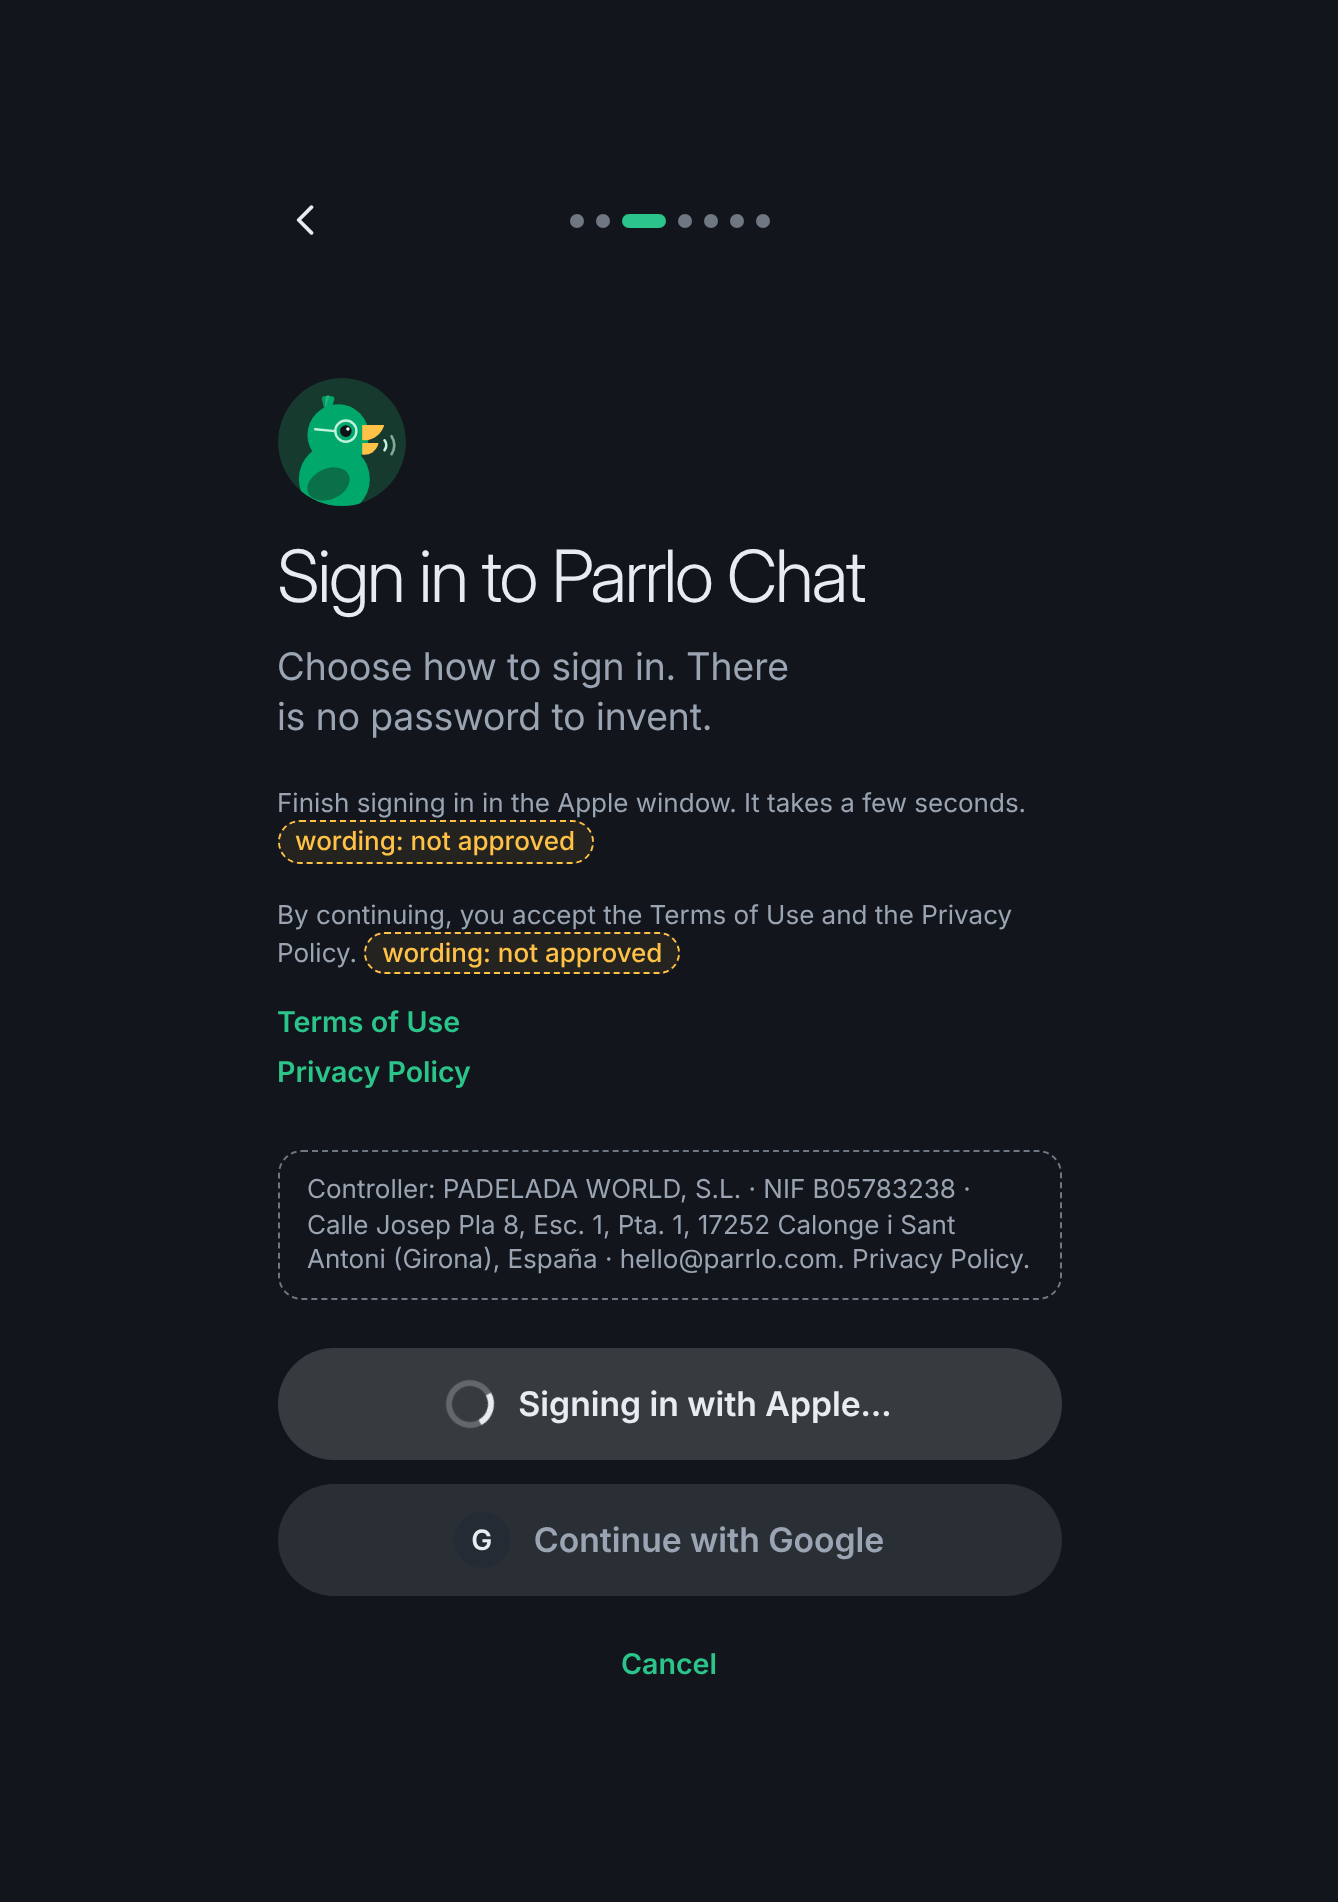 Sign in to Parrlo Chat
Choose how to sign in. There
is no password to invent.
Finish signing in in the Apple window. It takes a few seconds.
wording: not approved
By continuing, you accept the Terms of Use and the Privacy
Policy. wording: not approved
Terms of Use
Privacy Policy
Controller: PADELADA WORLD, S.L. · NIF B05783238 ·
Calle Josep Pla 8, Esc. 1, Pta. 1, 17252 Calonge i Sant
Antoni (Girona), España · hello@parrlo.com. Privacy Policy.
Signing in with Apple...
G Continue with Google
Cancel